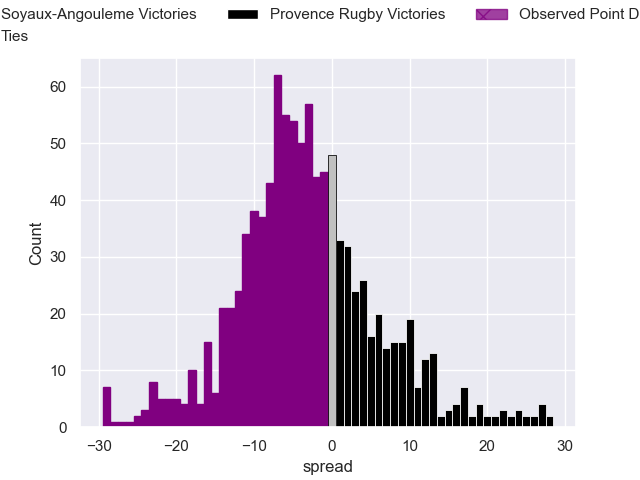 Soyaux-Angouleme Victories Provence Rugby Victories Observed Point D
Ties
60
50
40
30
20
10
0
Count
−30 −20 −10 0 10 20 30
spread